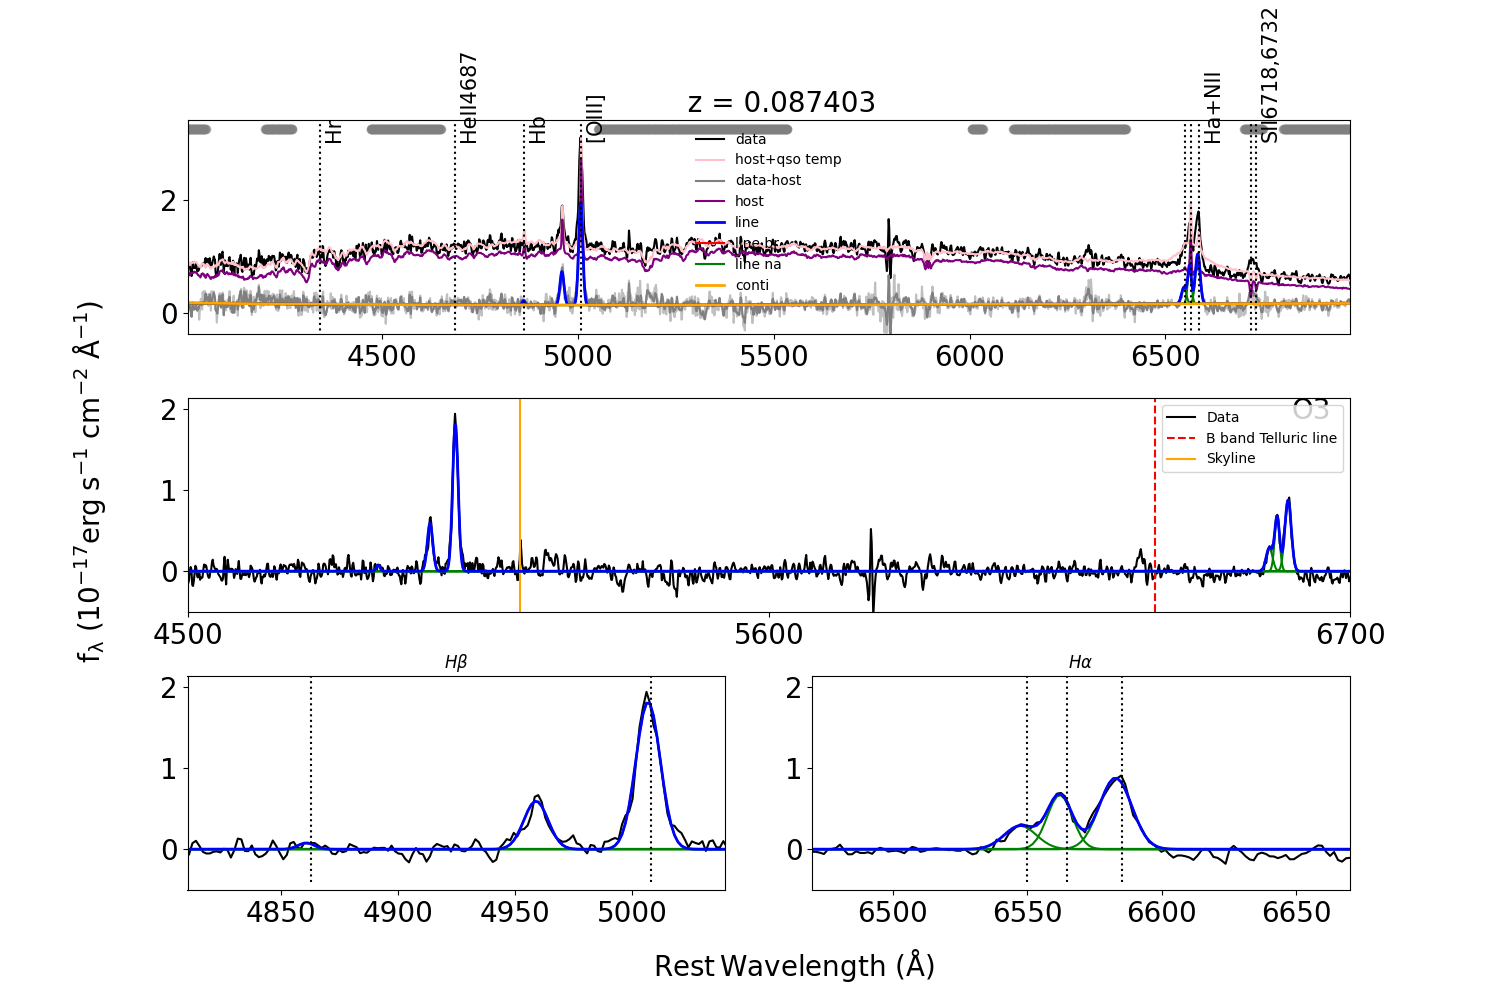 z = 0.087403
Hr
HeII4687
Hb
[OIII]
Ha+NII
SII6718,6732
data
host+qso temp
data-host
host
line
line br
line na
conti
0
2
4500
5000
5500
6000
6500
O3
Data
B band Telluric line
Skyline
0
1
2
4500
5600
6700
fλ (10⁻¹⁷erg s⁻¹ cm⁻² Å⁻¹)
Hβ
0
1
2
4850
4900
4950
5000
Hα
0
1
2
6500
6550
6600
6650
Rest Wavelength (Å)